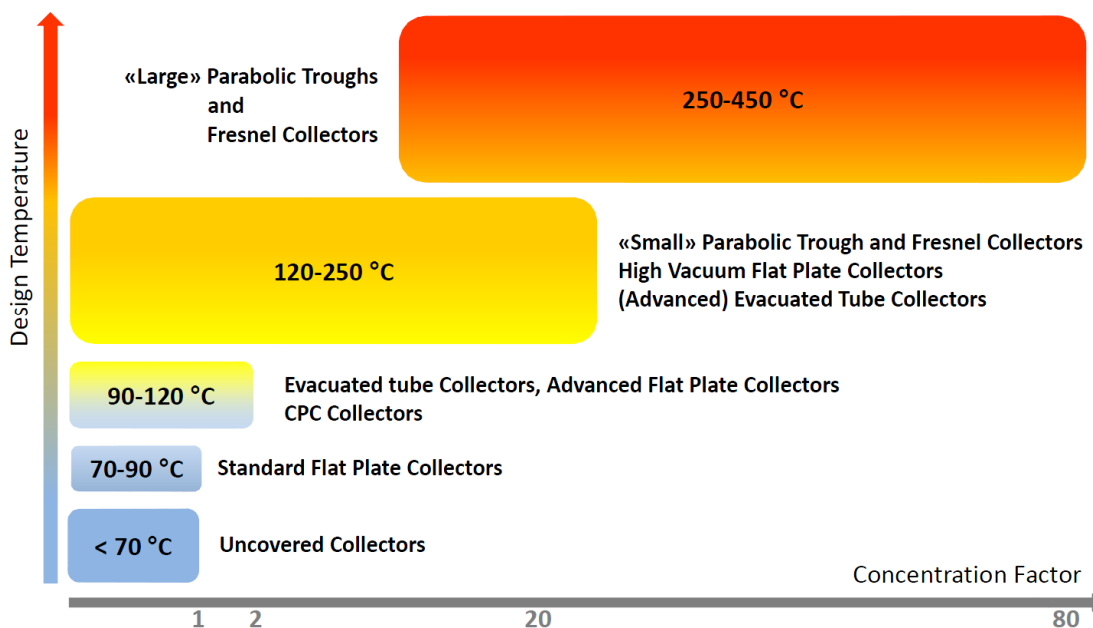 «Large» Parabolic Troughs
and
Fresnel Collectors
250-450 °C
Design Temperature
120-250 °C
«Small» Parabolic Trough and Fresnel Collectors
High Vacuum Flat Plate Collectors
(Advanced) Evacuated Tube Collectors
90-120 °C
Evacuated tube Collectors, Advanced Flat Plate Collectors
CPC Collectors
70-90 °C
Standard Flat Plate Collectors
< 70 °C
Uncovered Collectors
Concentration Factor
1 2 20 80